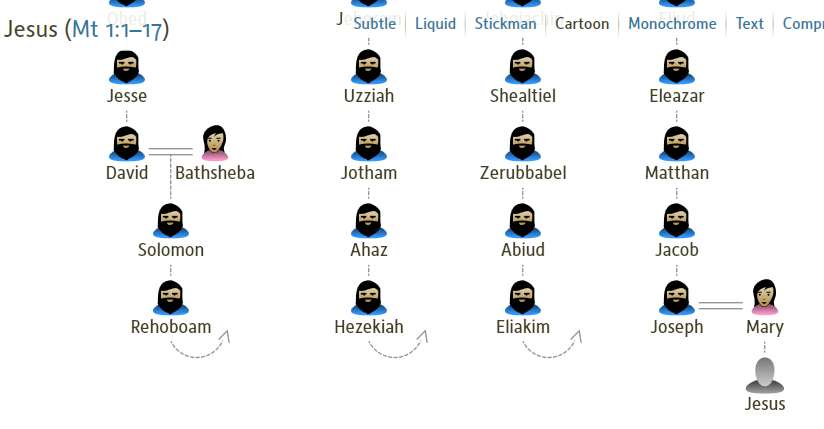 Jesus (Mt 1:1–17)
Subtle Liquid Stickman Cartoon Monochrome Text
Jesse Uzziah Shealtiel Eleazar
David Bathsheba Jotham Zerubbabel Matthan
Solomon Ahaz Abiud Jacob
Rehoboam Hezekiah Eliakim Joseph Mary
Jesus